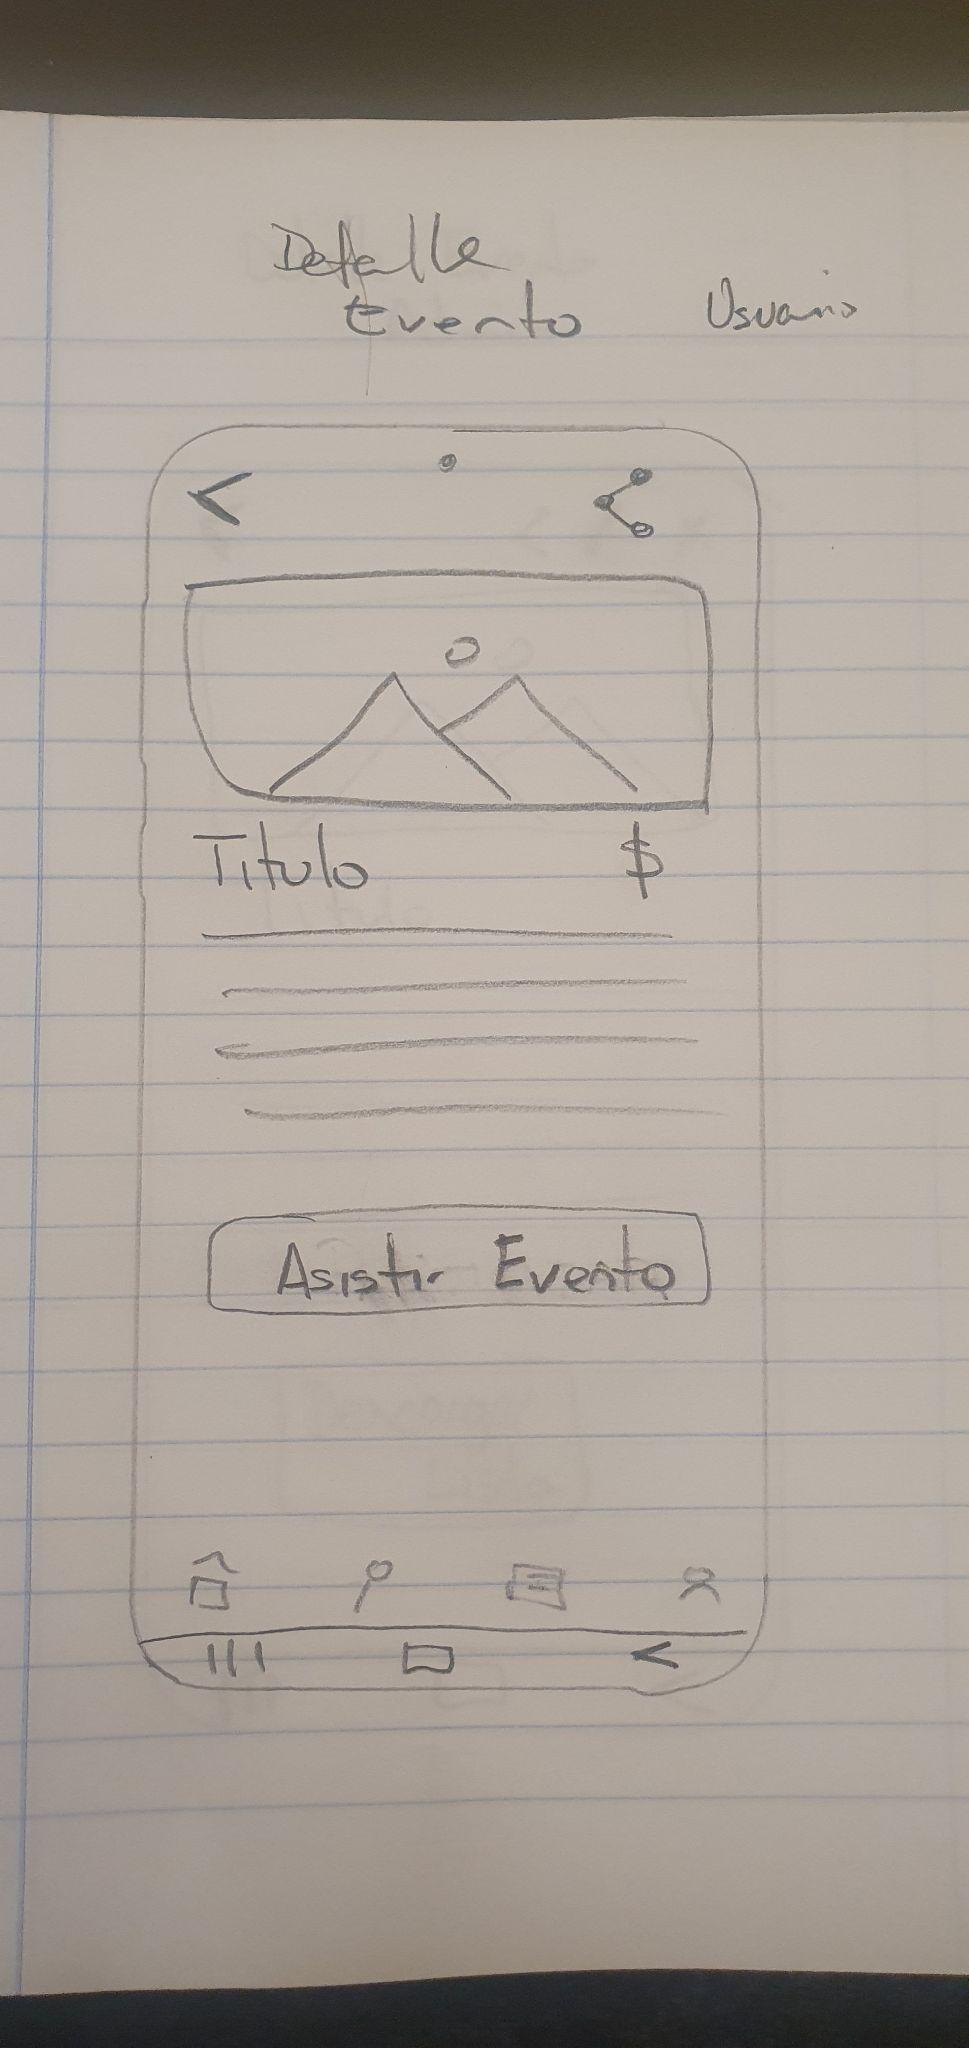 Detalle
Evento
Usuario
Titulo $
Asistir Evento